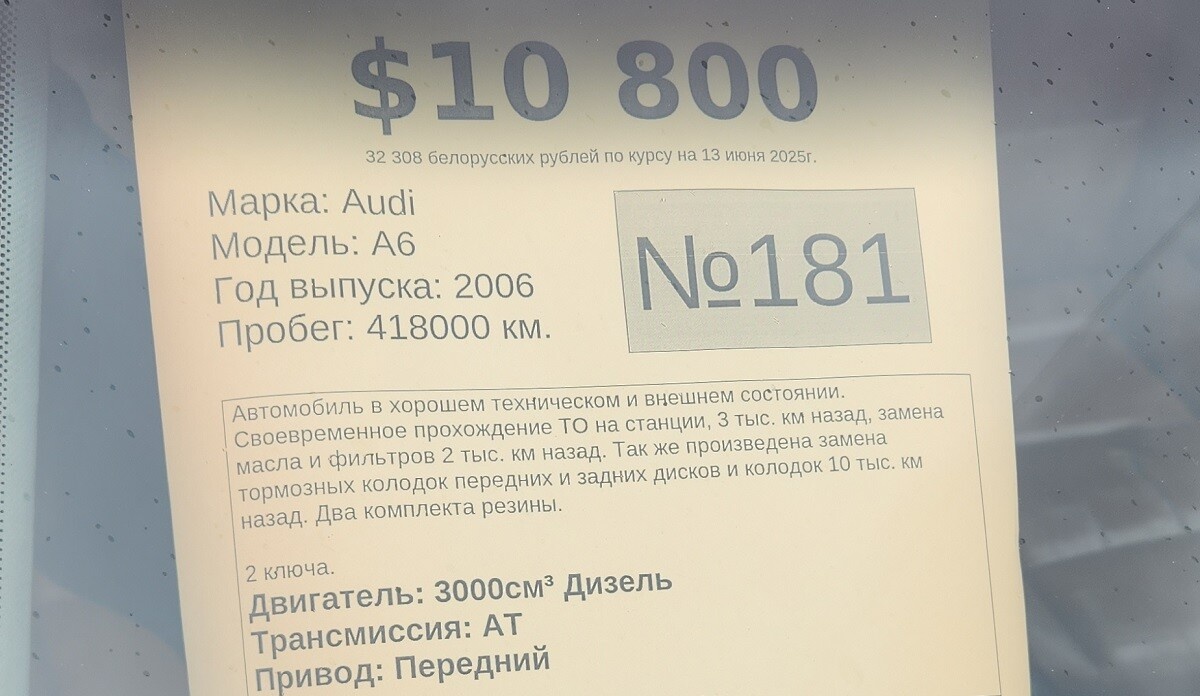 $10 800
32 308 белорусских рублей по курсу на 13 июня 2025г.
Марка: Audi
Модель: A6
Год выпуска: 2006
Пробег: 418000 км.
№181
Автомобиль в хорошем техническом и внешнем состоянии.
Своевременное прохождение ТО на станции, 3 тыс. км назад, замена
масла и фильтров 2 тыс. км назад. Так же произведена замена
тормозных колодок передних и задних дисков и колодок 10 тыс. км
назад. Два комплекта резины.
2 ключа.
Двигатель: 3000см³ Дизель
Трансмиссия: АТ
Привод: Передний